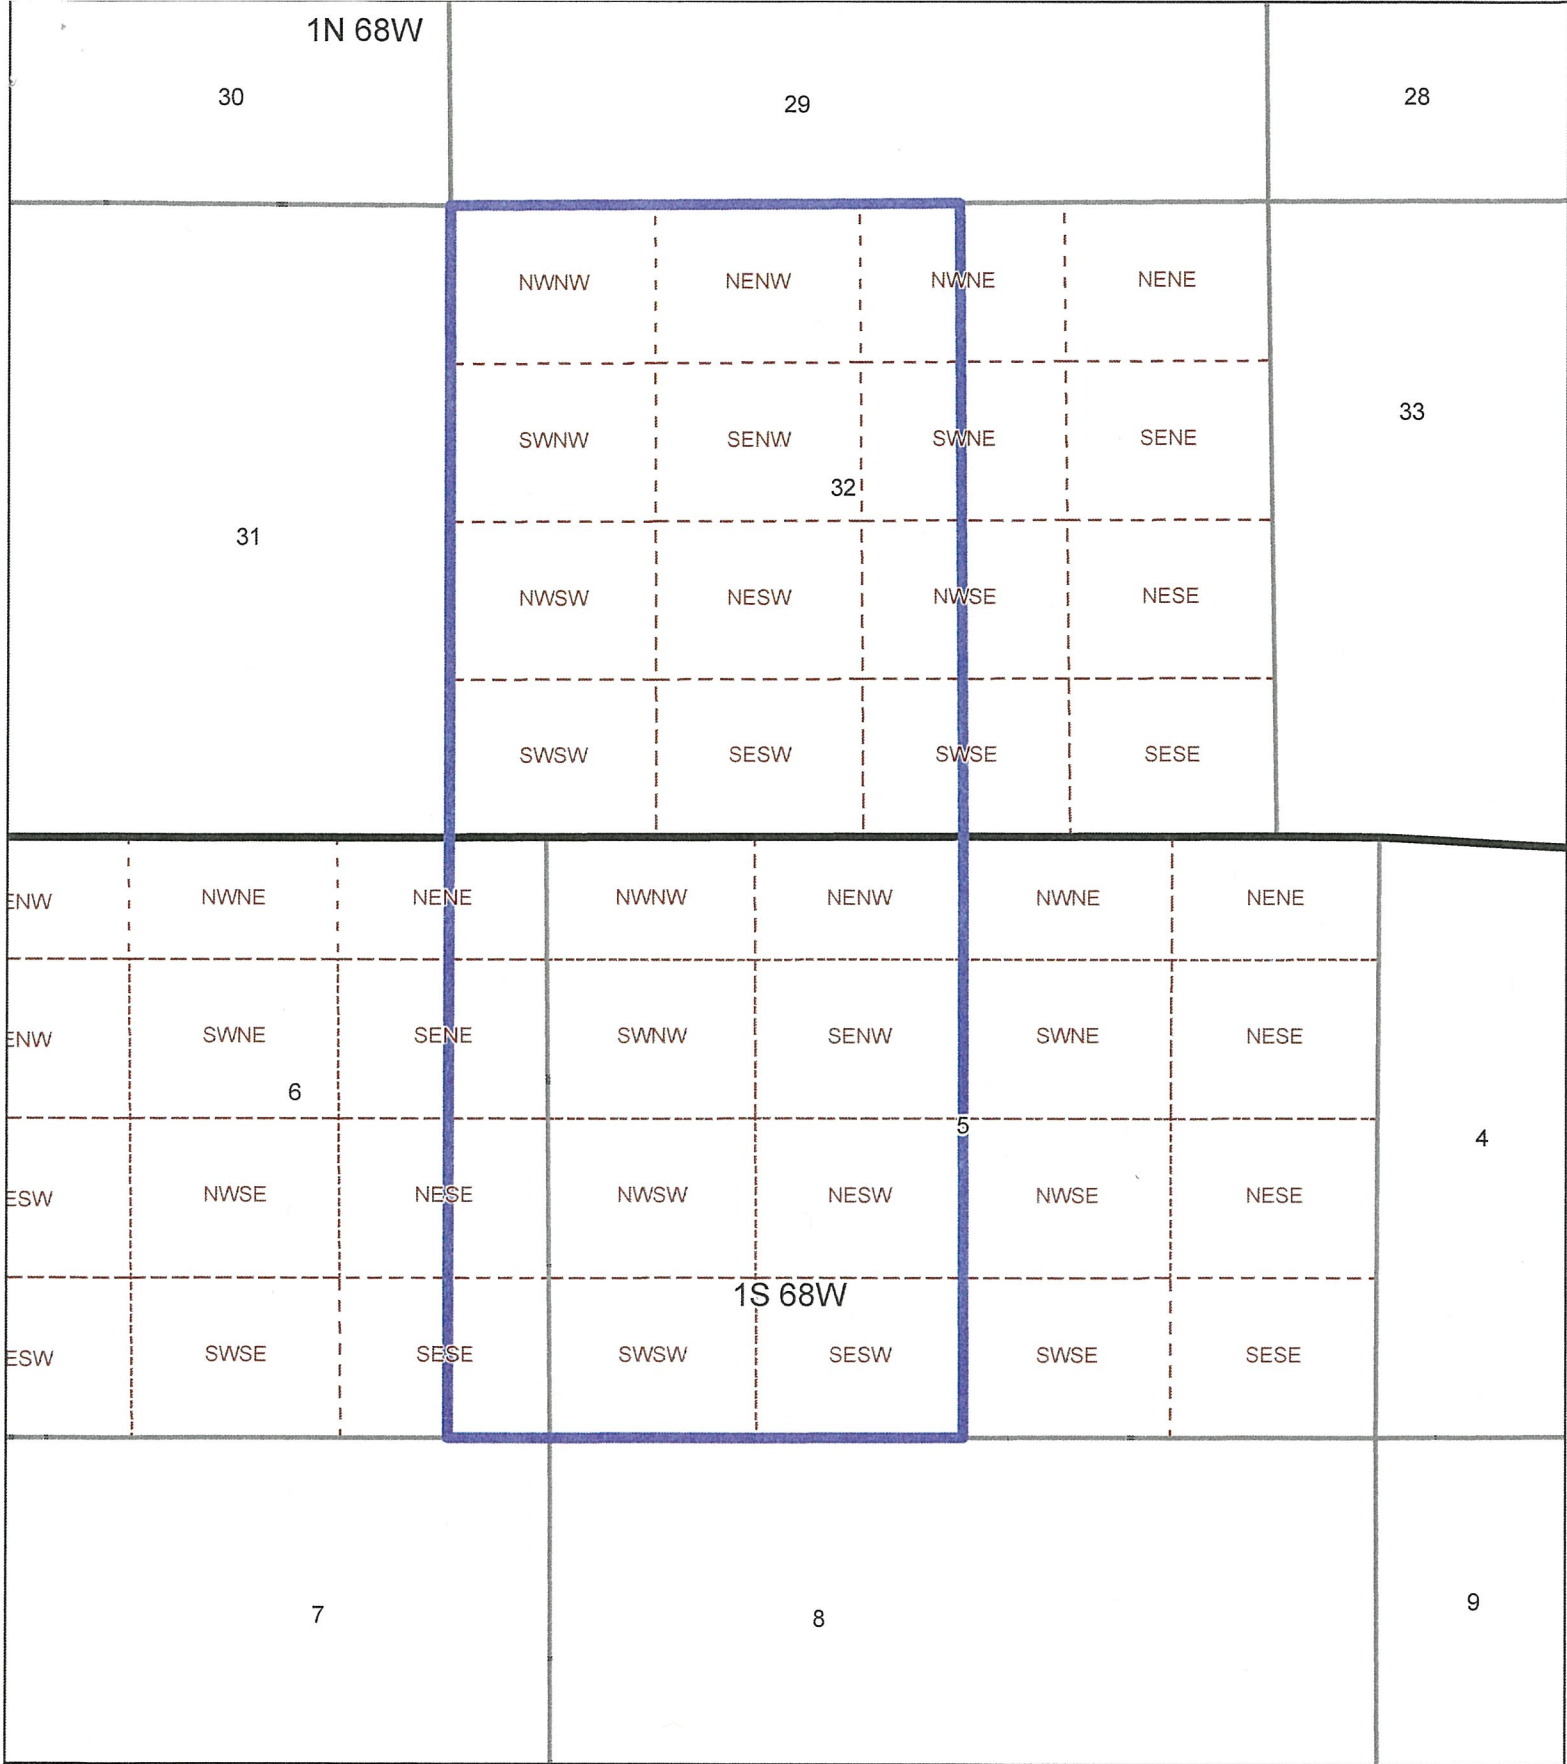 1N 68W
30 29 28
NWNW NENW NWNE NENE
33
SWNW SENW SWNE SENE
32
31
NWSW NESW NWSE NESE
SWSW SESW SWSE SESE
ENW NWNE NENE NWNW NENW NWNE NENE
ENW SWNE SENE SWNW SENW SWNE NESE
6 5 4
ESW NWSE NESE NWSW NESW NWSE NESE
1S 68W
ESW SWSE SESE SWSW SESW SWSE SESE
7 8 9